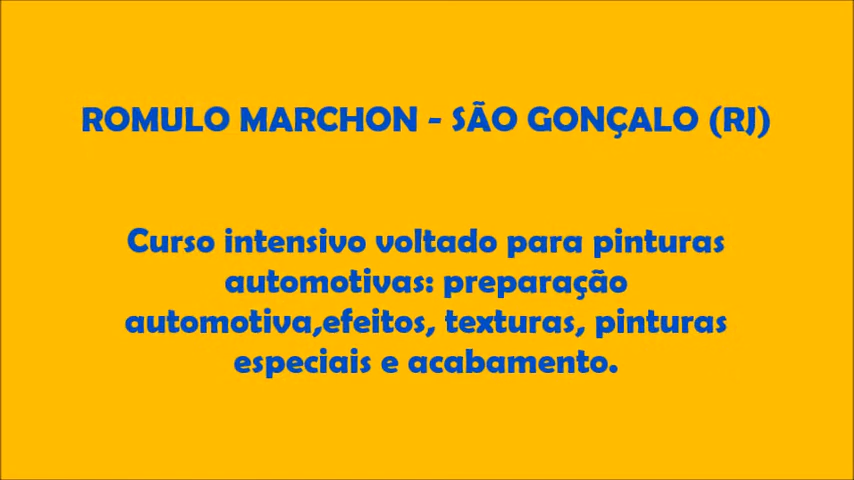 ROMULO MARCHON - SÃO GONÇALO (RJ)
Curso intensivo voltado para pinturas
automotivas: preparação
automotiva,efeitos, texturas, pinturas
especiais e acabamento.